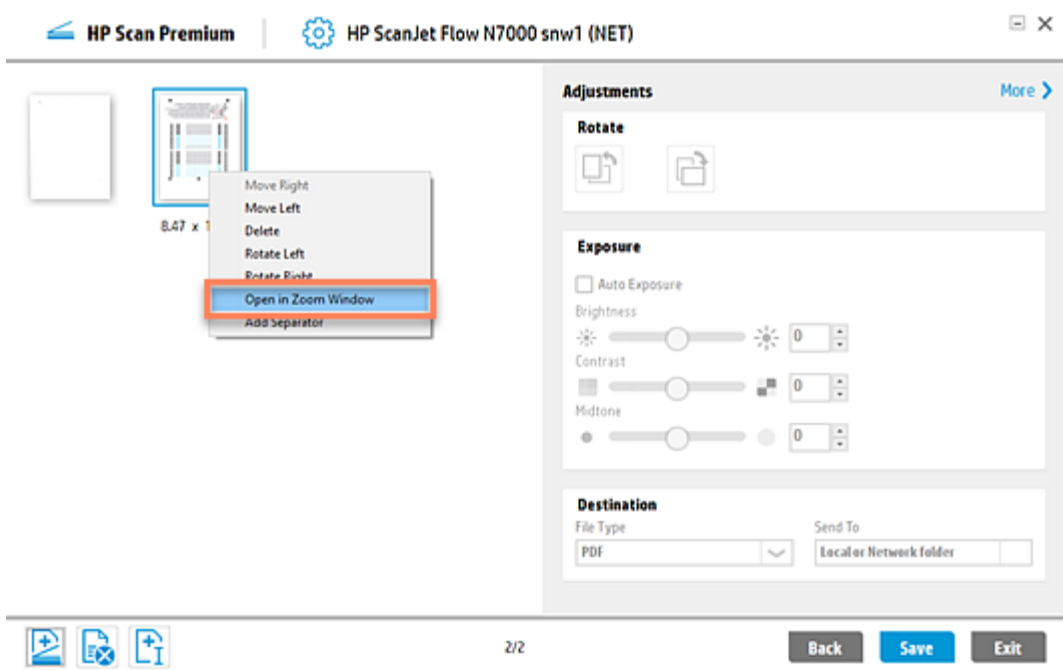 HP Scan Premium
HP ScanJet Flow N7000 snw1 (NET)
8.47 x 1
Move Right
Move Left
Delete
Rotate Left
Rotate Right
Open in Zoom Window
Add Separator
Adjustments
More
Rotate
Exposure
Auto Exposure
Brightness
0
Contrast
0
Midtone
0
Destination
File Type
Send To
PDF
Local or Network folder
2/2
Back
Save
Exit